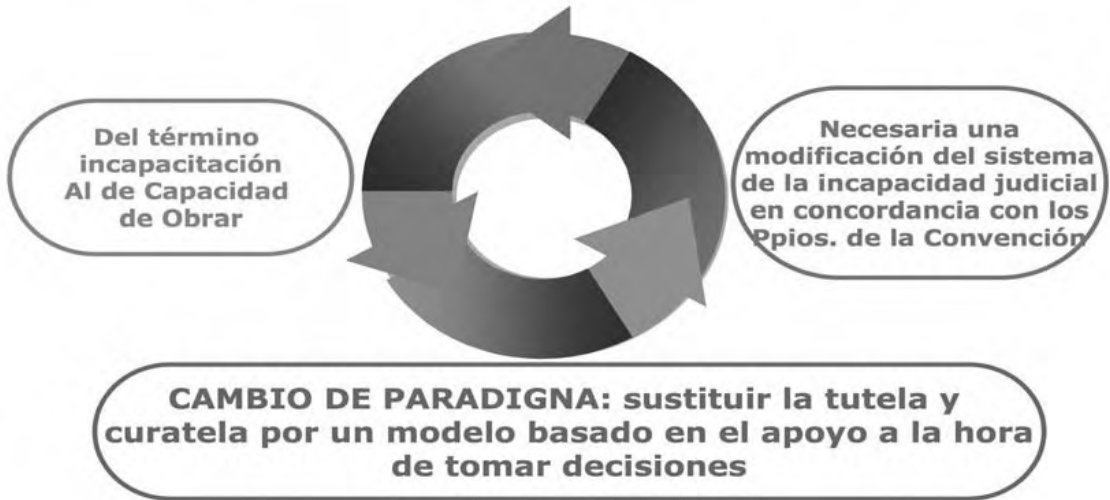 Del término
incapacitación
Al de Capacidad
de Obrar
Necesaria una
modificación del sistema
de la incapacidad judicial
en concordancia con los
Ppios. de la Convención
CAMBIO DE PARADIGNA: sustituir la tutela y
curatela por un modelo basado en el apoyo a la hora
de tomar decisiones